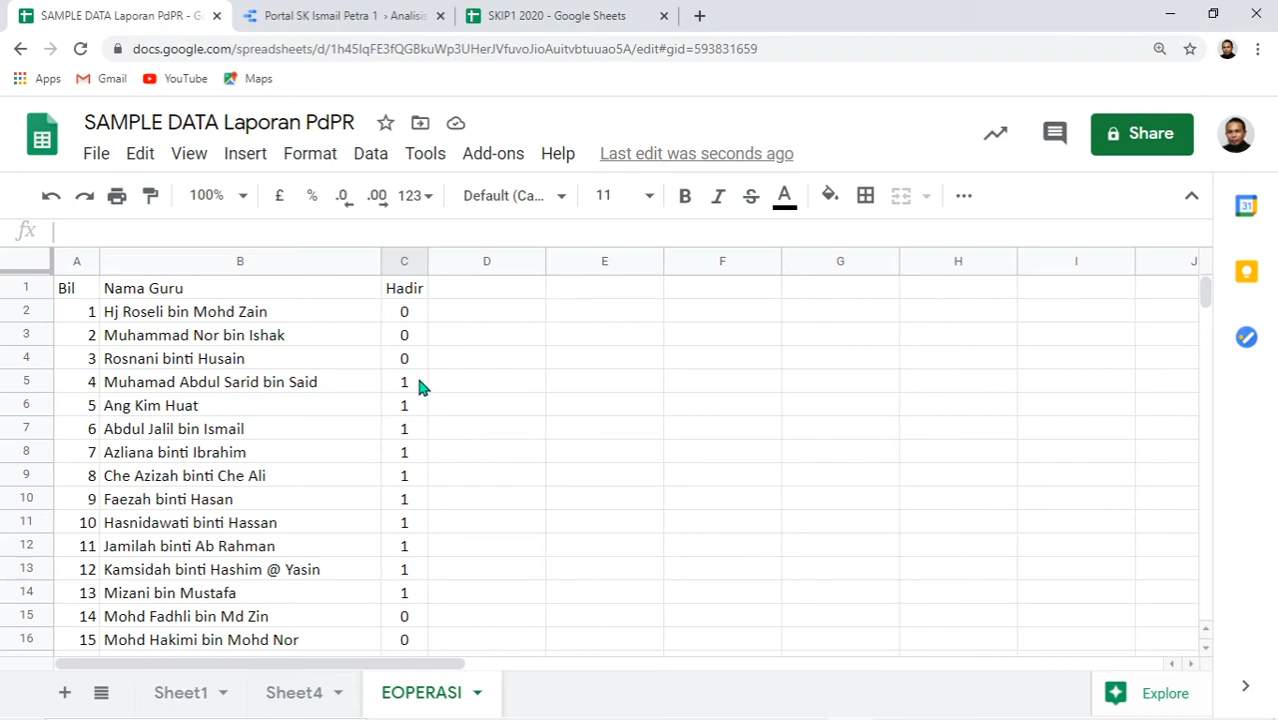 SAMPLE DATA Laporan PdPR - G
Portal SK Ismail Petra 1 › Analisis
SKIP1 2020 - Google Sheets
docs.google.com/spreadsheets/d/1h45IqFE3fQGBkuWp3UHerJVfuvoJioAuitvbtuuao5A/edit#gid=593831659
Apps Gmail YouTube Maps
SAMPLE DATA Laporan PdPR
Share
File Edit View Insert Format Data Tools Add-ons Help Last edit was seconds ago
100% £ % .0 .00 123 Default (Ca... 11 B I S A
fx
A B C D E F G H I J
1 Bil Nama Guru Hadir
2 1 Hj Roseli bin Mohd Zain 0
3 2 Muhammad Nor bin Ishak 0
4 3 Rosnani binti Husain 0
5 4 Muhamad Abdul Sarid bin Said 1
6 5 Ang Kim Huat 1
7 6 Abdul Jalil bin Ismail 1
8 7 Azliana binti Ibrahim 1
9 8 Che Azizah binti Che Ali 1
10 9 Faezah binti Hasan 1
11 10 Hasnidawati binti Hassan 1
12 11 Jamilah binti Ab Rahman 1
13 12 Kamsidah binti Hashim @ Yasin 1
14 13 Mizani bin Mustafa 1
15 14 Mohd Fadhli bin Md Zin 0
16 15 Mohd Hakimi bin Mohd Nor 0
Sheet1 Sheet4 EOPERASI Explore
31